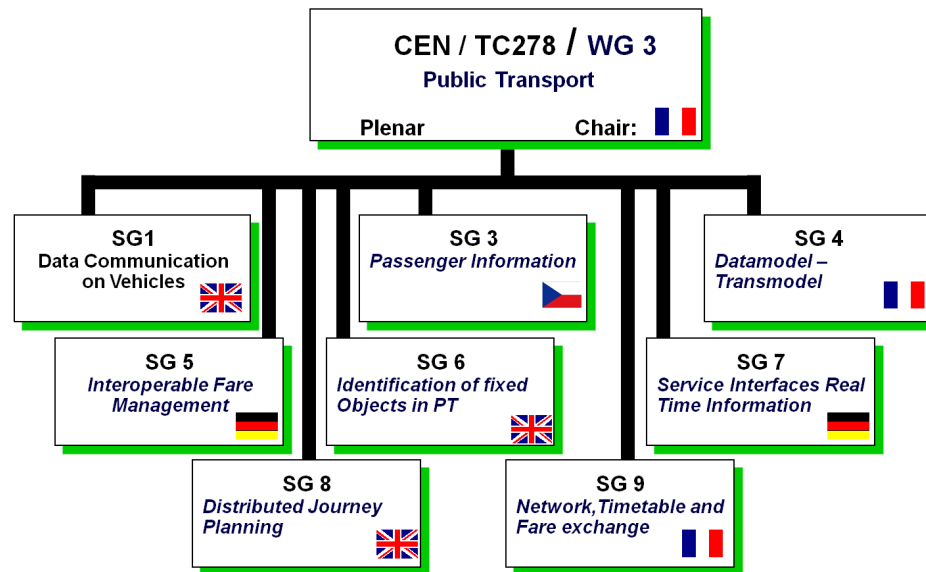 CEN / TC278 / WG 3
Public Transport
Plenar Chair:
SG1
Data Communication
on Vehicles
SG 3
Passenger Information
SG 4
Datamodel –
Transmodel
SG 5
Interoperable Fare
Management
SG 6
Identification of fixed
Objects in PT
SG 7
Service Interfaces Real
Time Information
SG 8
Distributed Journey
Planning
SG 9
Network,Timetable and
Fare exchange